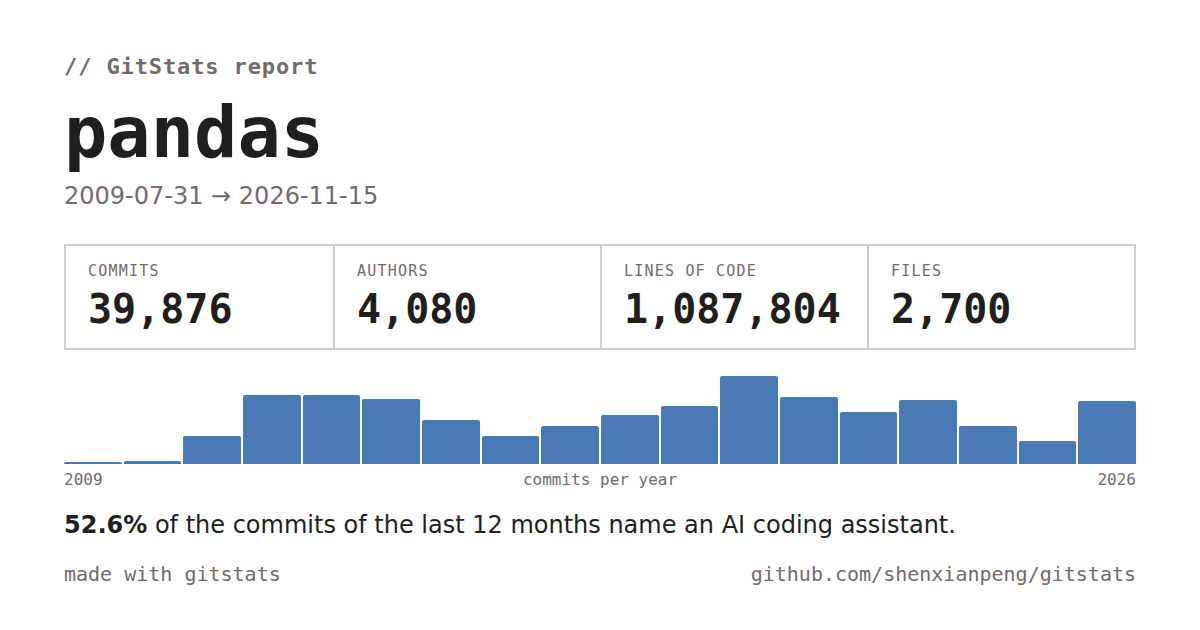 // GitStats report
pandas
2009-07-31 → 2026-11-15
COMMITS AUTHORS LINES OF CODE FILES
39,876 4,080 1,087,804 2,700
2009 commits per year 2026
52.6% of the commits of the last 12 months name an AI coding assistant.
made with gitstats github.com/shenxianpeng/gitstats